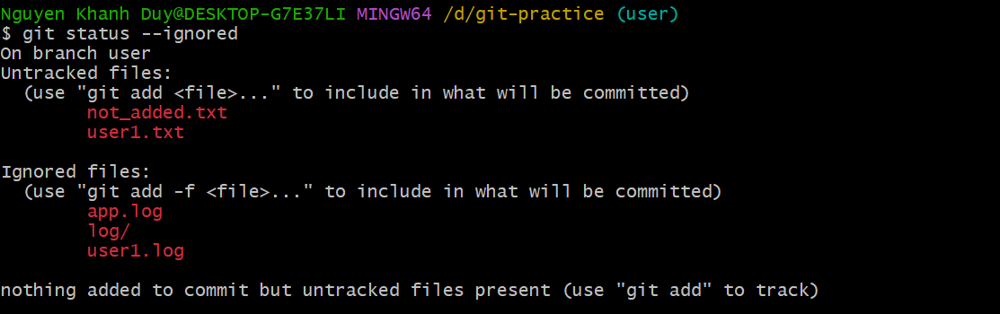 Nguyen Khanh Duy@DESKTOP-G7E37LI MINGW64 /d/git-practice (user)
$ git status --ignored
On branch user
Untracked files:
  (use "git add <file>..." to include in what will be committed)
        not_added.txt
        user1.txt

Ignored files:
  (use "git add -f <file>..." to include in what will be committed)
        app.log
        log/
        user1.log

nothing added to commit but untracked files present (use "git add" to track)